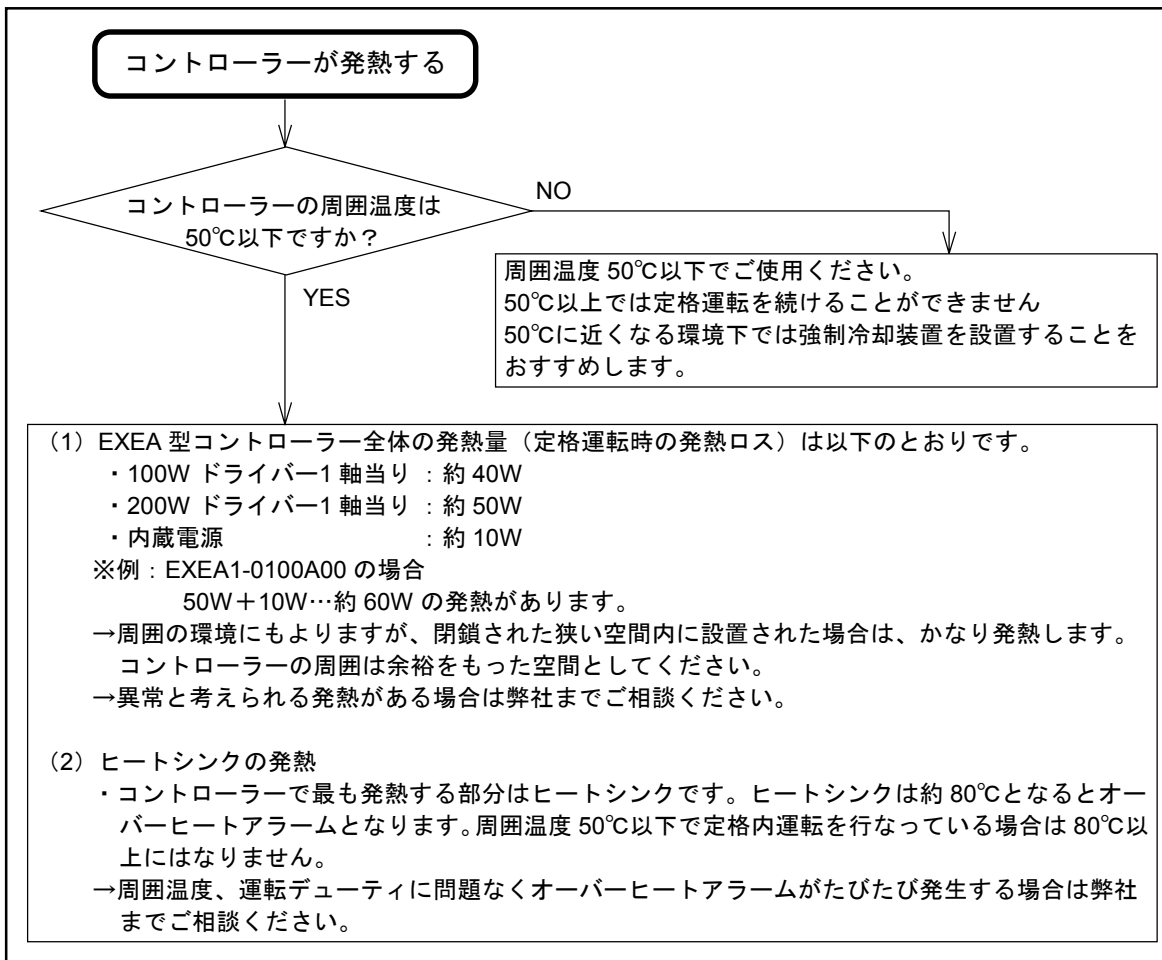 コントローラーが発熱する
コントローラーの周囲温度は
50℃以下ですか？
NO
YES
周囲温度 50℃以下でご使用ください。
50℃以上では定格運転を続けることができません
50℃に近くなる環境下では強制冷却装置を設置することを
おすすめします。
（1）EXEA 型コントローラー全体の発熱量（定格運転時の発熱ロス）は以下のとおりです。
・100W ドライバー1 軸当り ：約 40W
・200W ドライバー1 軸当り ：約 50W
・内蔵電源 ：約 10W
※例：EXEA1-0100A00 の場合
50W＋10W…約 60W の発熱があります。
→周囲の環境にもよりますが、閉鎖された狭い空間内に設置された場合は、かなり発熱します。
コントローラーの周囲は余裕をもった空間としてください。
→異常と考えられる発熱がある場合は弊社までご相談ください。
（2）ヒートシンクの発熱
・コントローラーで最も発熱する部分はヒートシンクです。ヒートシンクは約 80℃となるとオー
バーヒートアラームとなります。周囲温度 50℃以下で定格内運転を行なっている場合は 80℃以
上にはなりません。
→周囲温度、運転デューティに問題なくオーバーヒートアラームがたびたび発生する場合は弊社
までご相談ください。